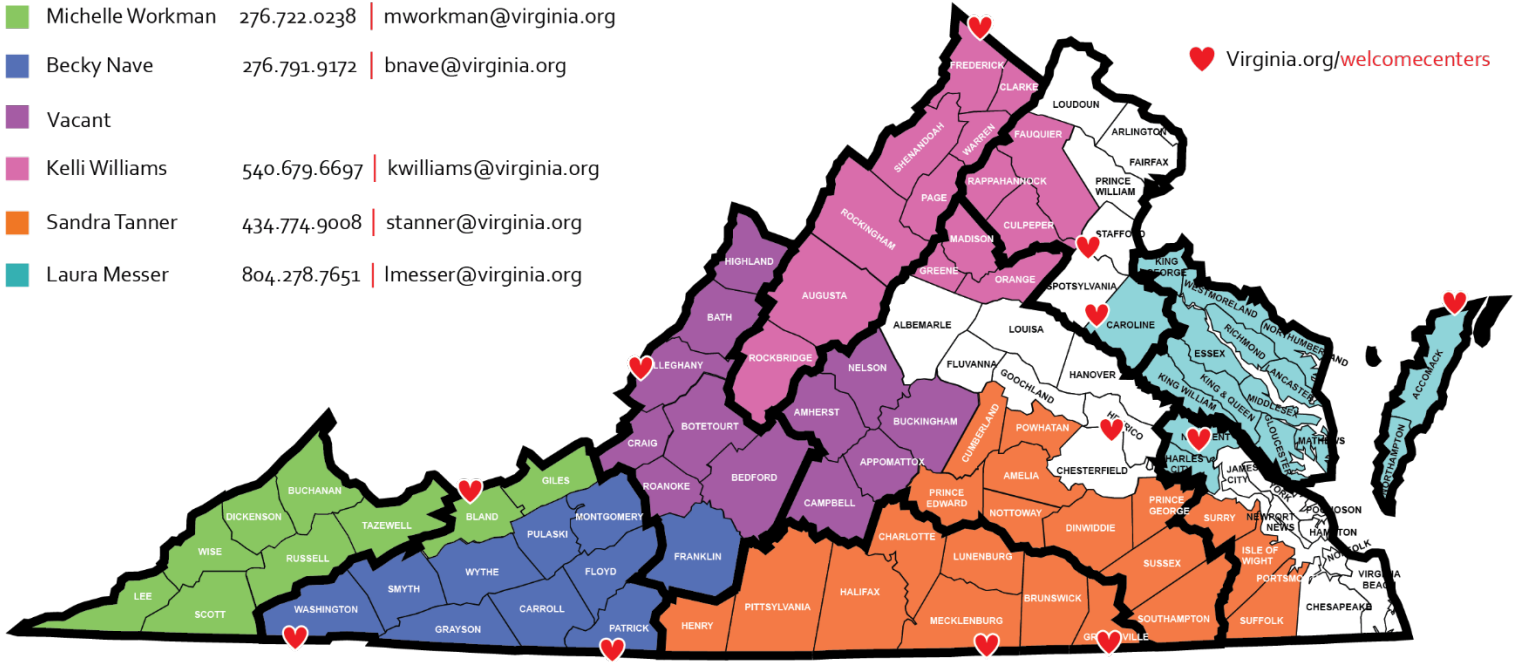 Michelle Workman 276.722.0238 | mworkman@virginia.org
Becky Nave 276.791.9172 | bnave@virginia.org
Vacant
Kelli Williams 540.679.6697 | kwilliams@virginia.org
Sandra Tanner 434.774.9008 | stanner@virginia.org
Laura Messer 804.278.7651 | lmesser@virginia.org
Virginia.org/welcomecenters
FREDERICK
CLARKE
LOUDOUN
SHENANDOAH
WARREN
FAUQUIER
ARLINGTON
FAIRFAX
PRINCE
WILLIAM
RAPPAHANNOCK
PAGE
ROCKINGHAM
CULPEPER
MADISON
STAFFORD
GREENE
ORANGE
HIGHLAND
AUGUSTA
SPOTSYLVANIA
KING
GEORGE
WESTMORELAND
BATH
ALBEMARLE
LOUISA
CAROLINE
RICHMOND
NORTHUMBERLAND
ESSEX
ROCKBRIDGE
LLEGHANY
NELSON
FLUVANNA
GOOCHLAND
HANOVER
LANCASTER
KING & QUEEN
KING WILLIAM
MIDDLESEX
ACCOMACK
AMHERST
BUCKINGHAM
CUMBERLAND
POWHATAN
HENRICO
GLOUCESTER
MATHEWS
NORTHAMPTON
BOTETOURT
CRAIG
APPOMATTOX
CHESTERFIELD
CHARLES
CITY
JAMES
CITY
YORK
ROANOKE
BEDFORD
CAMPBELL
PRINCE
EDWARD
AMELIA
NOTTOWAY
PRINCE
GEORGE
DINWIDDIE
SURRY
NEWPORT
NEWS
POQUOSON
HAMPTON
NORFOLK
BUCHANAN
DICKENSON
TAZEWELL
GILES
BLAND
WISE
RUSSELL
LEE
SCOTT
PULASKI
MONTGOMERY
FRANKLIN
CHARLOTTE
LUNENBURG
SUSSEX
ISLE OF
WIGHT
PORTSMO
VIRGINIA
BEACH
WASHINGTON
SMYTH
WYTHE
FLOYD
GRAYSON
CARROLL
PATRICK
HENRY
PITTSYLVANIA
HALIFAX
MECKLENBURG
BRUNSWICK
SOUTHAMPTON
SUFFOLK
CHESAPEAKE